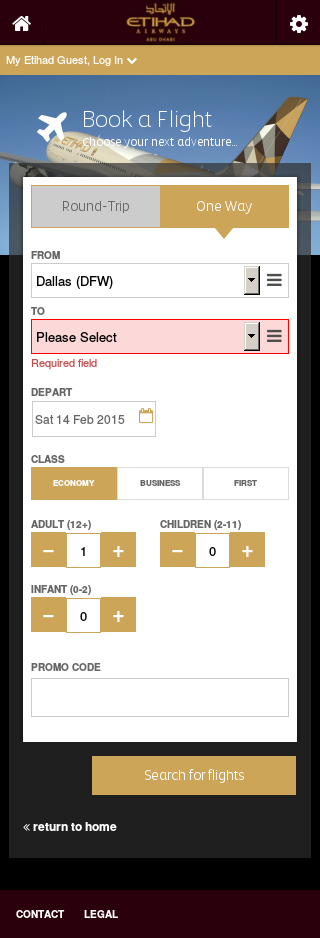 الإتحاد
ETIHAD
AIRWAYS
ABU DHABI
My Etihad Guest, Log In
Book a Flight
Choose your next adventure...
Round-Trip
One Way
FROM
Dallas (DFW)
TO
Please Select
Required field
DEPART
Sat 14 Feb 2015
CLASS
ECONOMY BUSINESS FIRST
ADULT (12+) CHILDREN (2-11)
− 1 + − 0 +
INFANT (0-2)
− 0 +
PROMO CODE
Search for flights
« return to home
CONTACT LEGAL